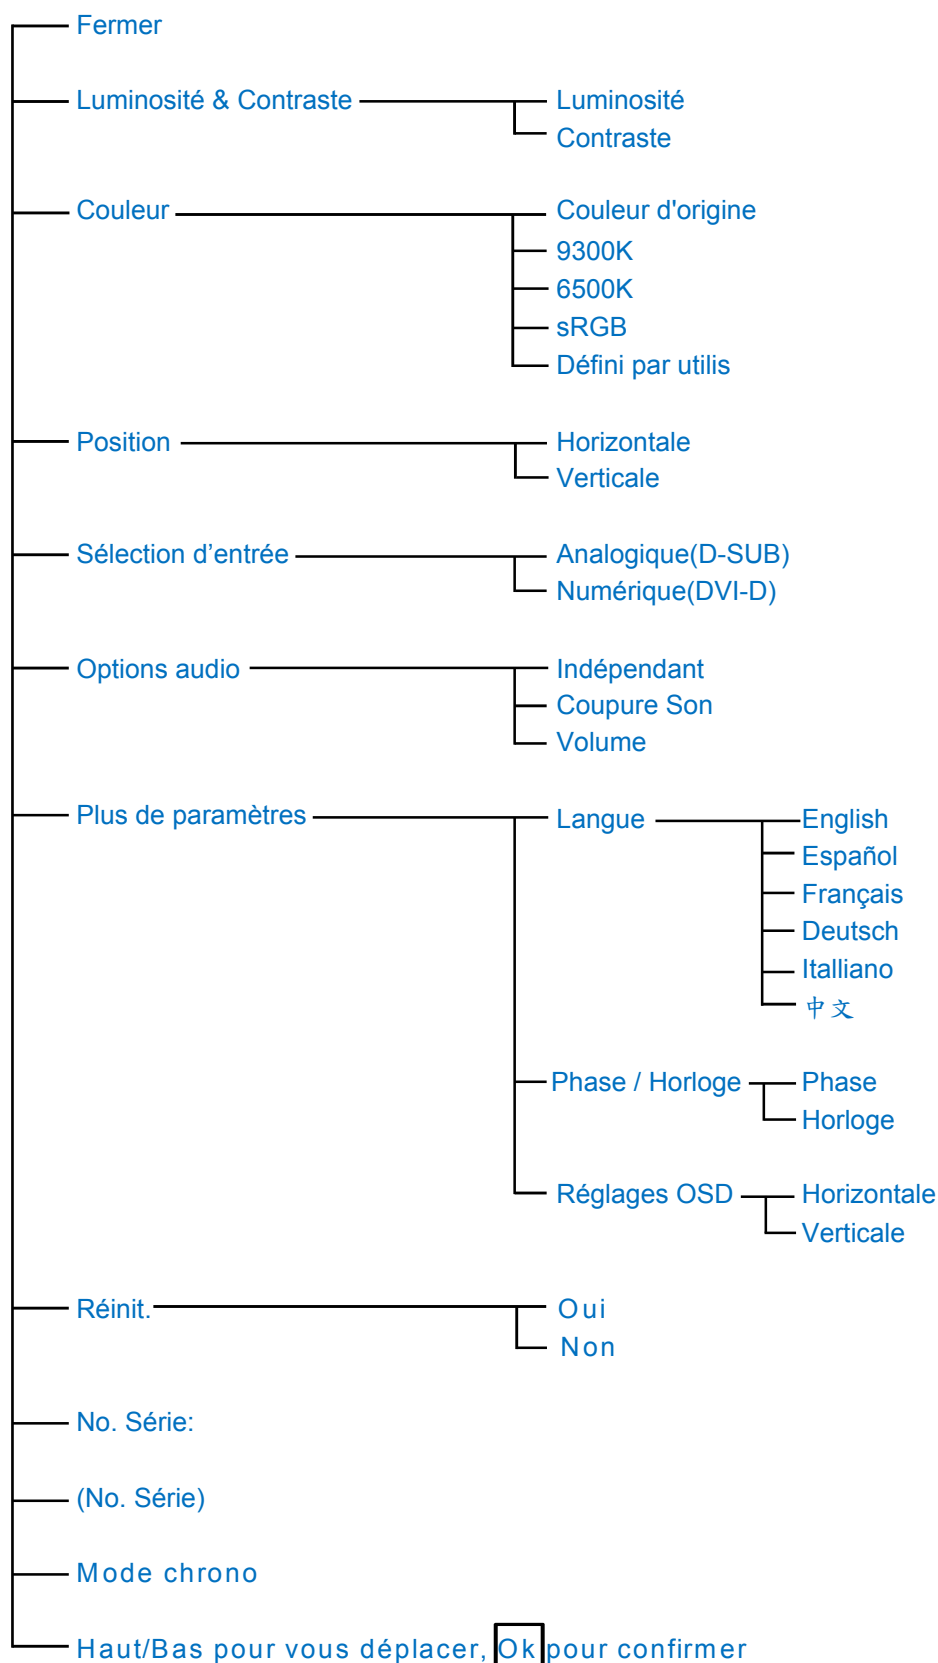 Fermer
Luminosité & Contraste
Luminosité
Contraste
Couleur
Couleur d'origine
9300K
6500K
sRGB
Défini par utilis
Position
Horizontale
Verticale
Sélection d’entrée
Analogique(D-SUB)
Numérique(DVI-D)
Options audio
Indépendant
Coupure Son
Volume
Plus de paramètres
Langue
English
Español
Français
Deutsch
Italliano
中文
Phase / Horloge
Phase
Horloge
Réglages OSD
Horizontale
Verticale
Réinit.
Oui
Non
No. Série:
(No. Série)
Mode chrono
Haut/Bas pour vous déplacer, Ok pour confirmer